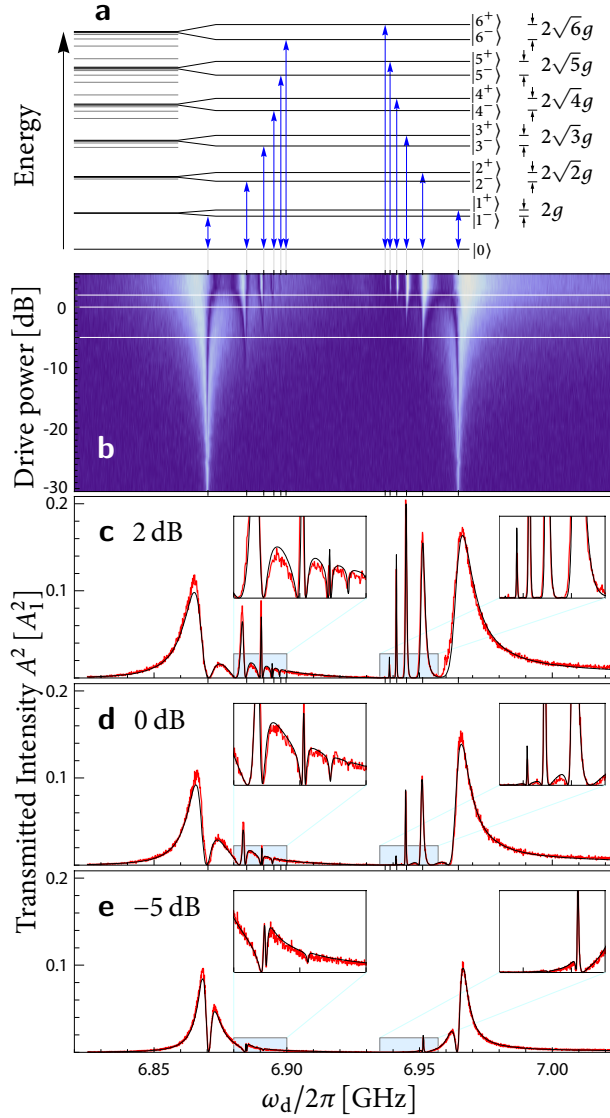 a
Energy
|6⁺⟩
|6⁻⟩
2√6g
|5⁺⟩
|5⁻⟩
2√5g
|4⁺⟩
|4⁻⟩
2√4g
|3⁺⟩
|3⁻⟩
2√3g
|2⁺⟩
|2⁻⟩
2√2g
|1⁺⟩
|1⁻⟩
2g
|0⟩
Drive power [dB]
0
-10
-20
-30
b
Transmitted Intensity A² [A₁²]
0.2
0.1
c 2 dB
0.2
0.1
d 0 dB
0.2
0.1
e −5 dB
6.85 6.90 6.95 7.00
ω_d/2π [GHz]